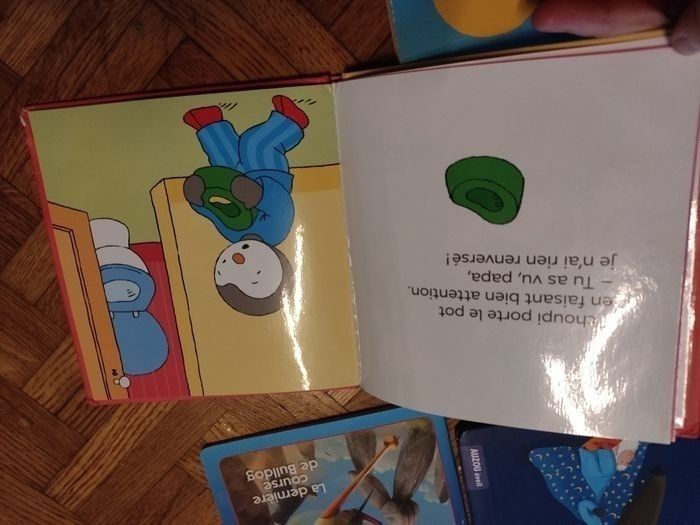 choupi porte le pot
en faisant bien attention.
– Tu as vu, papa,
je n'ai rien renversé !
La dernière
course
de Bulldog
AUZOU éveil